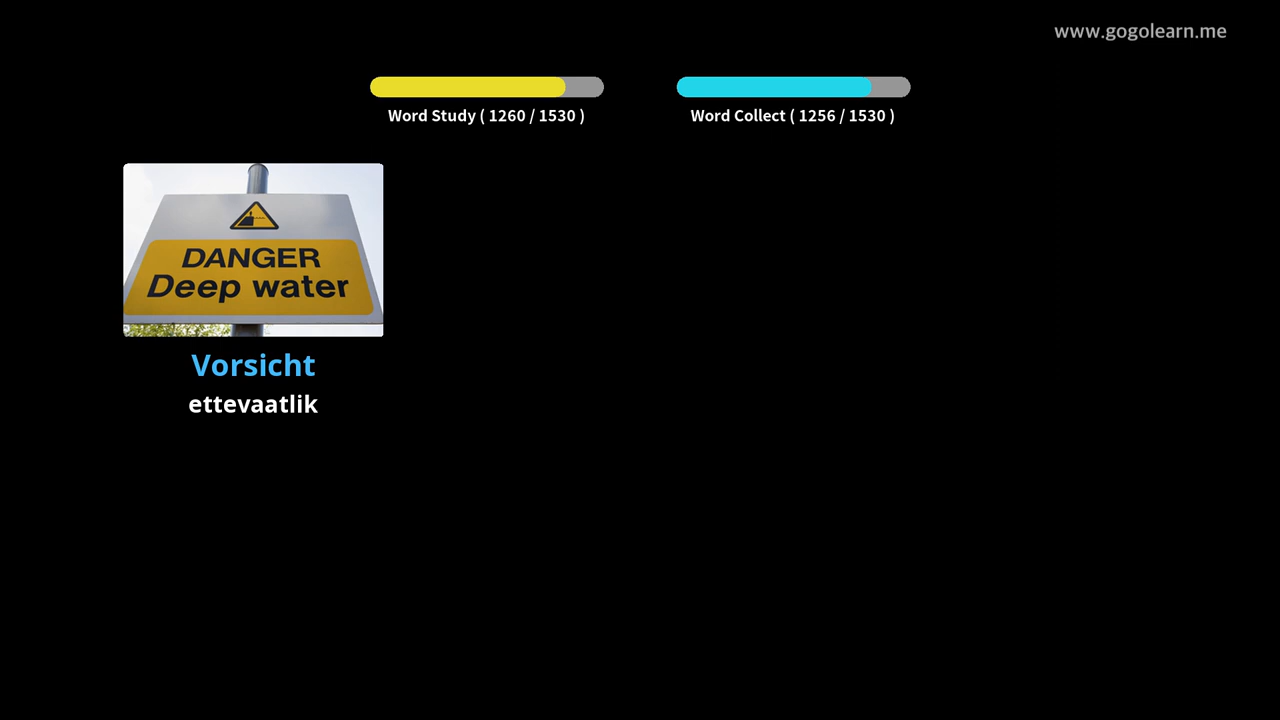 www.gogolearn.me
Word Study ( 1260 / 1530 )
Word Collect ( 1256 / 1530 )
DANGER
Deep water
Vorsicht
ettevaatlik